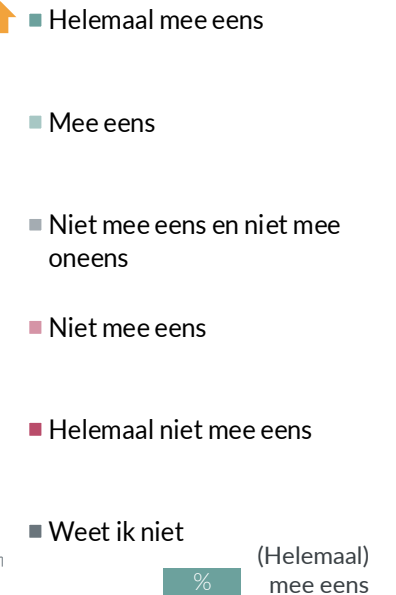 Helemaal mee eens
Mee eens
Niet mee eens en niet mee
oneens
Niet mee eens
Helemaal niet mee eens
Weet ik niet
(Helemaal)
% mee eens